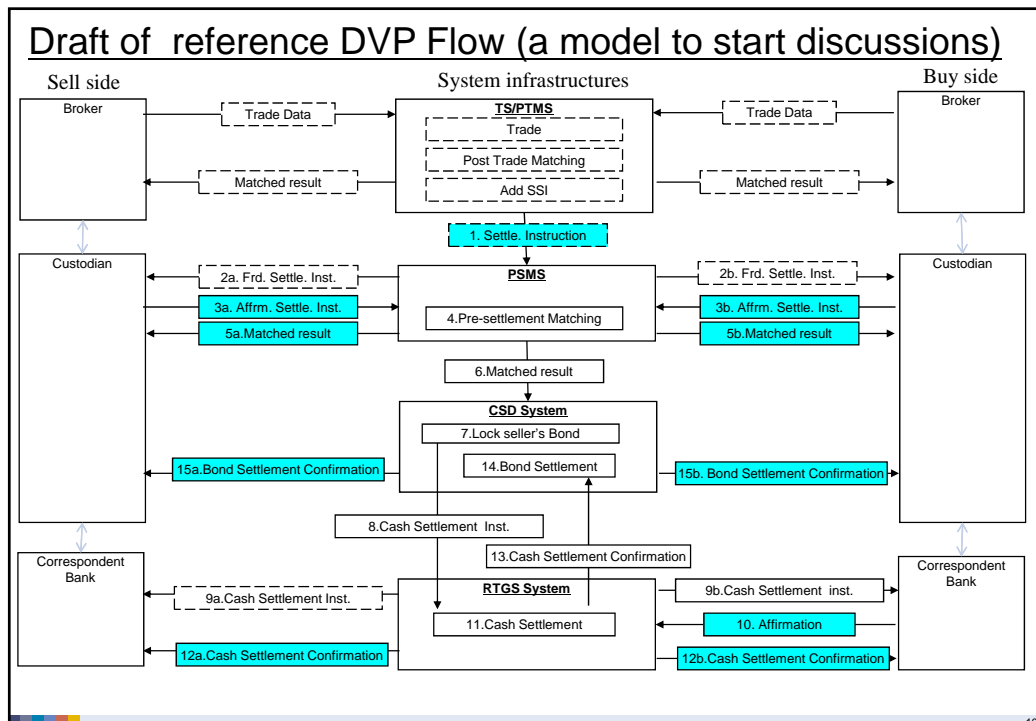 Draft of  reference DVP Flow (a model to start discussions)
Sell side
System infrastructures
Buy side
Broker
TS/PTMS
Broker
Trade Data
Trade
Trade Data
Post Trade Matching
Matched result
Add SSI
Matched result
1. Settle. Instruction
Custodian
PSMS
Custodian
2a. Frd. Settle. Inst.
2b. Frd. Settle. Inst.
3a. Affrm. Settle. Inst.
3b. Affrm. Settle. Inst.
4.Pre-settlement Matching
5a.Matched result
5b.Matched result
6.Matched result
CSD System
7.Lock seller's Bond
14.Bond Settlement
15a.Bond Settlement Confirmation
15b. Bond Settlement Confirmation
8.Cash Settlement  Inst.
13.Cash Settlement Confirmation
Correspondent
Bank
RTGS System
Correspondent
Bank
9a.Cash Settlement Inst.
9b.Cash Settlement  inst.
11.Cash Settlement
10. Affirmation
12a.Cash Settlement Confirmation
12b.Cash Settlement Confirmation